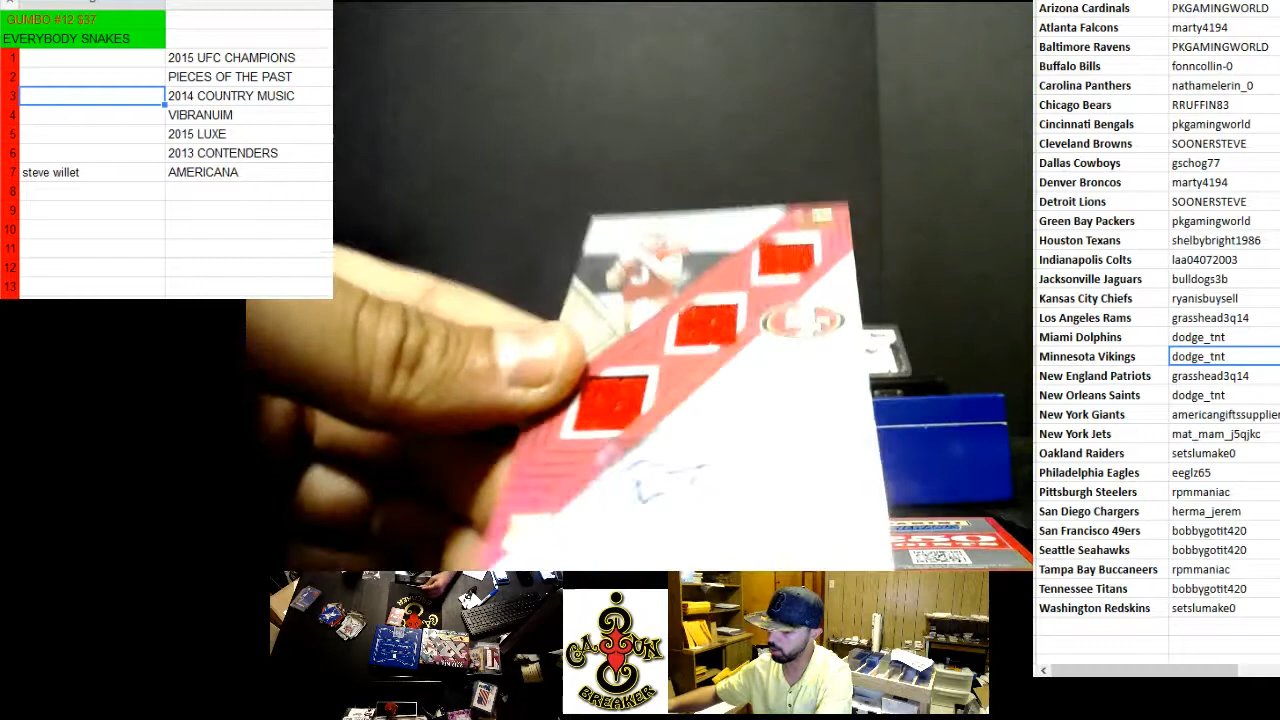 GUMBO #12 $37
EVERYBODY SNAKES
1 2015 UFC CHAMPIONS
2 PIECES OF THE PAST
3 2014 COUNTRY MUSIC
4 VIBRANUIM
5 2015 LUXE
6 2013 CONTENDERS
7 steve willet AMERICANA
8
9
10
11
12
13
Arizona Cardinals PKGAMINGWORLD
Atlanta Falcons marty4194
Baltimore Ravens PKGAMINGWORLD
Buffalo Bills fonncollin-0
Carolina Panthers nathamelerin_0
Chicago Bears RRUFFIN83
Cincinnati Bengals pkgamingworld
Cleveland Browns SOONERSTEVE
Dallas Cowboys gschog77
Denver Broncos marty4194
Detroit Lions SOONERSTEVE
Green Bay Packers pkgamingworld
Houston Texans shelbybright1986
Indianapolis Colts laa04072003
Jacksonville Jaguars bulldogs3b
Kansas City Chiefs ryanisbuysell
Los Angeles Rams grasshead3q14
Miami Dolphins dodge_tnt
Minnesota Vikings dodge_tnt
New England Patriots grasshead3q14
New Orleans Saints dodge_tnt
New York Giants americangiftssupplier
New York Jets mat_mam_j5qjkc
Oakland Raiders setslumake0
Philadelphia Eagles eeglz65
Pittsburgh Steelers rpmmaniac
San Diego Chargers herma_jerem
San Francisco 49ers bobbygotit420
Seattle Seahawks bobbygotit420
Tampa Bay Buccaneers rpmmaniac
Tennessee Titans bobbygotit420
Washington Redskins setslumake0
CAJUN
BREAKER